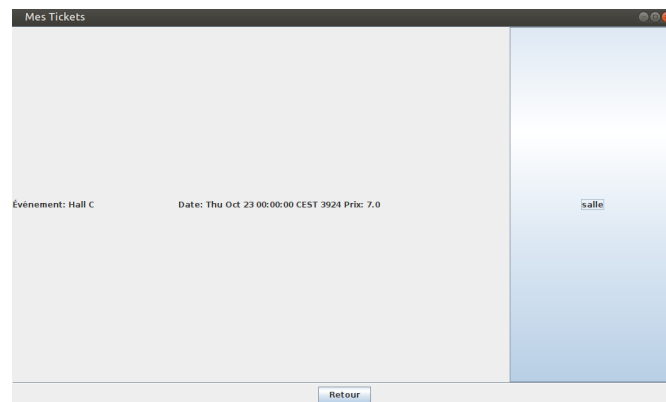 Mes Tickets
Événement: Hall C Date: Thu Oct 23 00:00:00 CEST 3924 Prix: 7.0 salle
Retour